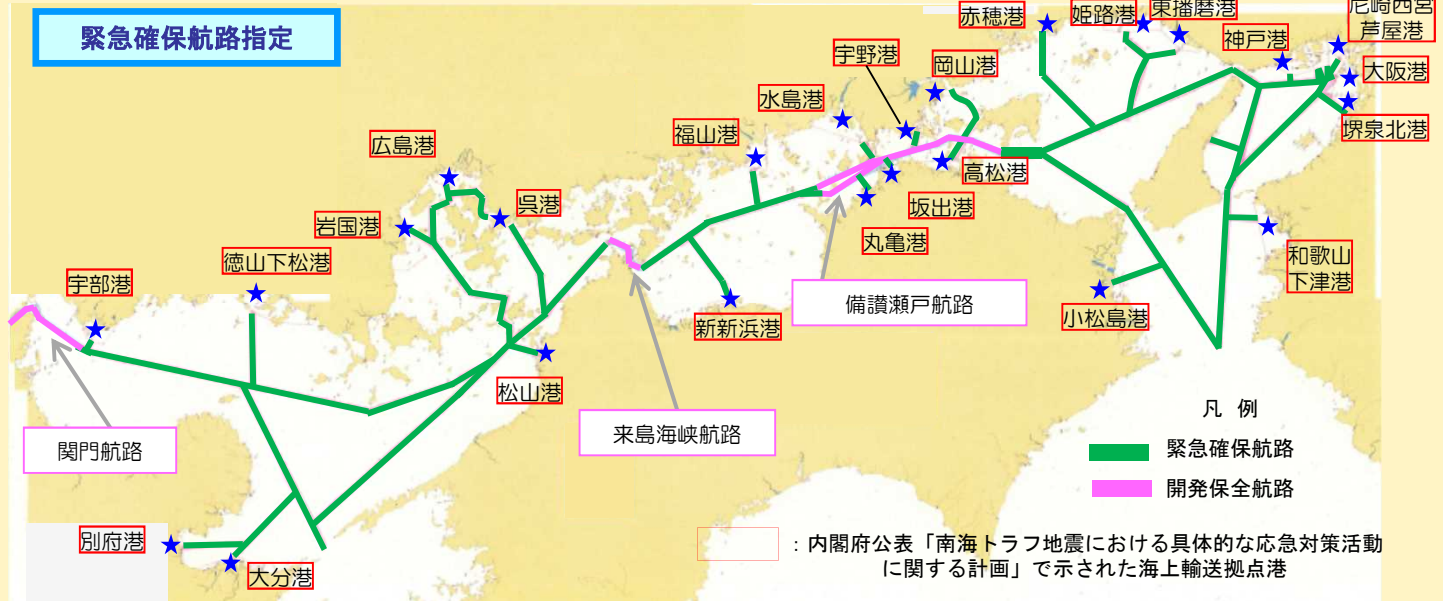 緊急確保航路指定
赤穂港
姫路港
東播磨港
尼崎西宮
芦屋港
神戸港
大阪港
堺泉北港
宇野港
岡山港
水島港
福山港
広島港
高松港
呉港
坂出港
岩国港
丸亀港
和歌山
下津港
徳山下松港
宇部港
備讃瀬戸航路
小松島港
新新浜港
松山港
凡 例
来島海峡航路
関門航路
緊急確保航路
開発保全航路
別府港
大分港
：内閣府公表「南海トラフ地震における具体的な応急対策活動
に関する計画」で示された海上輸送拠点港